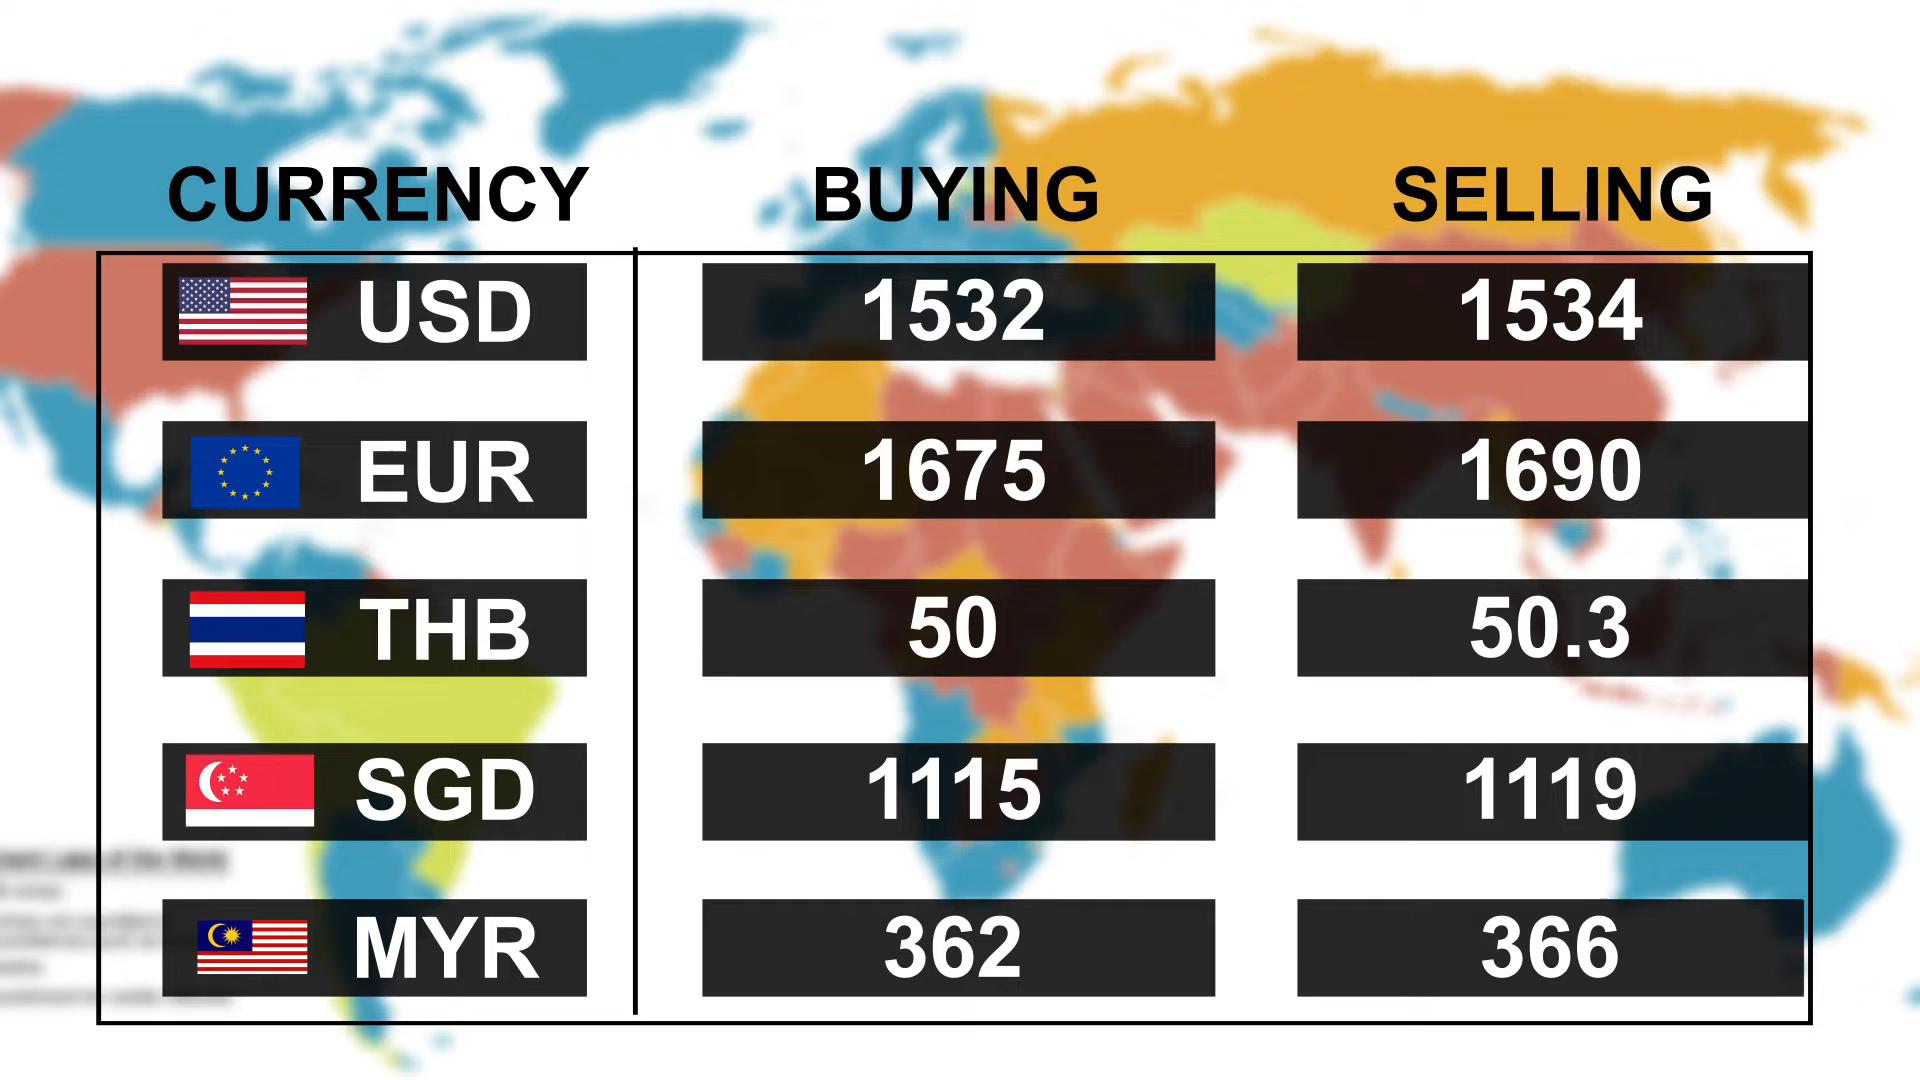 CURRENCY BUYING SELLING
USD 1532 1534
EUR 1675 1690
THB 50 50.3
SGD 1115 1119
MYR 362 366